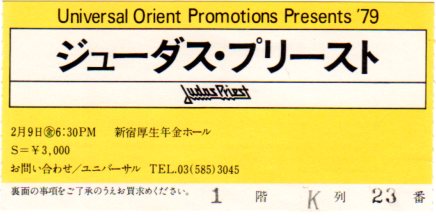 Universal Orient Promotions Presents '79
ジューダス・プリースト
Judas Priest
2月9日㊎6:30PM 新宿厚生年金ホール
S=¥3,000
お問い合わせ/ユニバーサル TEL.03(585)3045
裏面の事項をご了承のうえお買求めください。 1 階 K 列 23 番